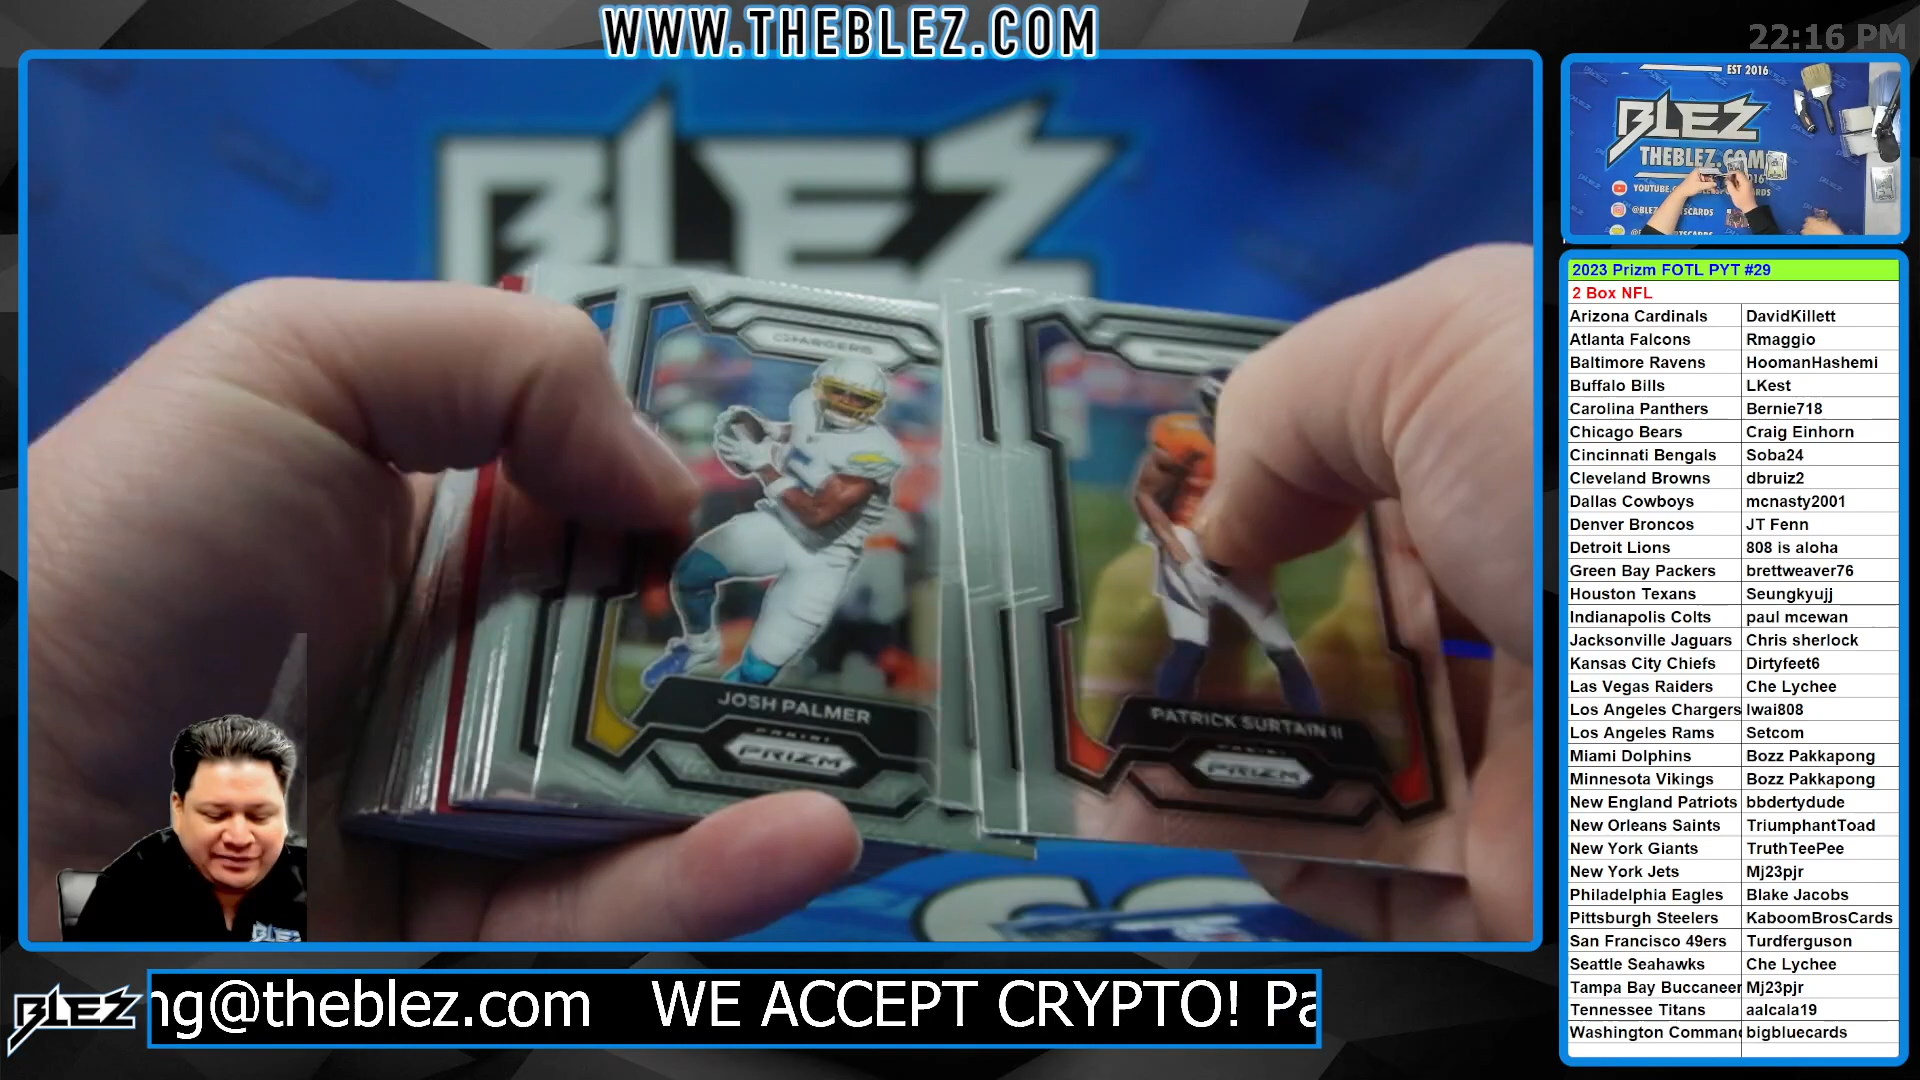 WWW.THEBLEZ.COM
22:16 PM
BLEZ
CHARGERS
JOSH PALMER
PANINI
PRIZM
PATRICK SURTAIN II
PANINI
PRIZM
EST 2016
BLEZ
THEBLEZ.COM
2023 Prizm FOTL PYT #29
2 Box NFL
Arizona Cardinals DavidKillett
Atlanta Falcons Rmaggio
Baltimore Ravens HoomanHashemi
Buffalo Bills LKest
Carolina Panthers Bernie718
Chicago Bears Craig Einhorn
Cincinnati Bengals Soba24
Cleveland Browns dbruiz2
Dallas Cowboys mcnasty2001
Denver Broncos JT Fenn
Detroit Lions 808 is aloha
Green Bay Packers brettweaver76
Houston Texans Seungkyujj
Indianapolis Colts paul mcewan
Jacksonville Jaguars Chris sherlock
Kansas City Chiefs Dirtyfeet6
Las Vegas Raiders Che Lychee
Los Angeles Chargers Iwai808
Los Angeles Rams Setcom
Miami Dolphins Bozz Pakkapong
Minnesota Vikings Bozz Pakkapong
New England Patriots bbdertydude
New Orleans Saints TriumphantToad
New York Giants TruthTeePee
New York Jets Mj23pjr
Philadelphia Eagles Blake Jacobs
Pittsburgh Steelers KaboomBrosCards
San Francisco 49ers Turdferguson
Seattle Seahawks Che Lychee
Tampa Bay Buccaneer Mj23pjr
Tennessee Titans aalcala19
Washington Command bigbluecards
BLEZ
BLEZ
ng@theblez.com WE ACCEPT CRYPTO! Pa